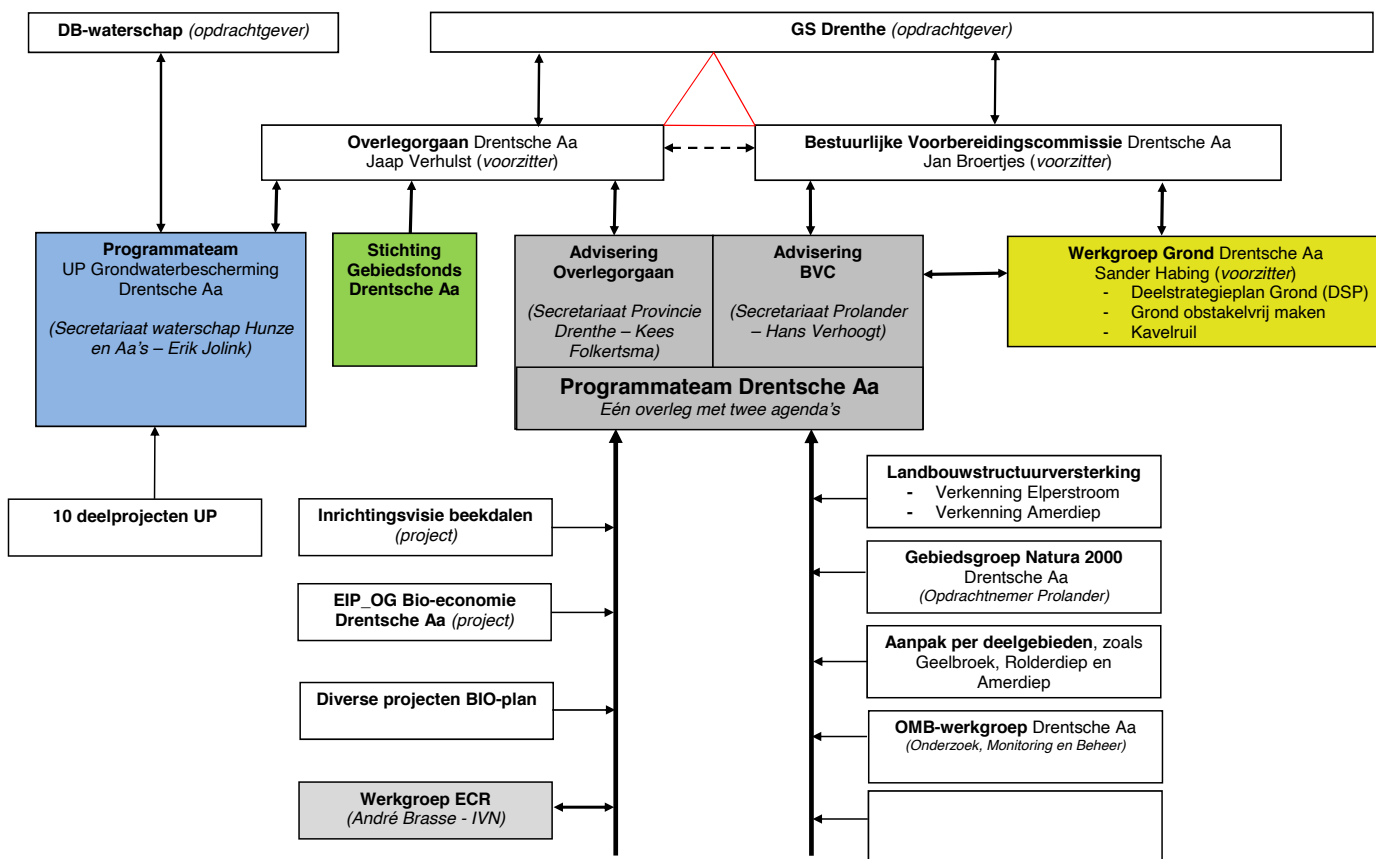 DB-waterschap (opdrachtgever)
GS Drenthe (opdrachtgever)
Overlegorgaan Drentsche Aa
Jaap Verhulst (voorzitter)
Bestuurlijke Voorbereidingscommissie Drentsche Aa
Jan Broertjes (voorzitter)
Programmateam
UP Grondwaterbescherming
Drentsche Aa
(Secretariaat waterschap Hunze
en Aa's – Erik Jolink)
Stichting
Gebiedsfonds
Drentsche Aa
Advisering
Overlegorgaan
(Secretariaat Provincie
Drenthe – Kees
Folkertsma)
Advisering
BVC
(Secretariaat Prolander
– Hans Verhoogt)
Programmateam Drentsche Aa
Eén overleg met twee agenda's
Werkgroep Grond Drentsche Aa
Sander Habing (voorzitter)
- Deelstrategieplan Grond (DSP)
- Grond obstakelvrij maken
- Kavelruil
10 deelprojecten UP
Inrichtingsvisie beekdalen
(project)
EIP_OG Bio-economie
Drentsche Aa (project)
Diverse projecten BIO-plan
Werkgroep ECR
(André Brasse - IVN)
Landbouwstructuurversterking
- Verkenning Elperstroom
- Verkenning Amerdiep
Gebiedsgroep Natura 2000
Drentsche Aa
(Opdrachtnemer Prolander)
Aanpak per deelgebieden, zoals
Geelbroek, Rolderdiep en
Amerdiep
OMB-werkgroep Drentsche Aa
(Onderzoek, Monitoring en Beheer)